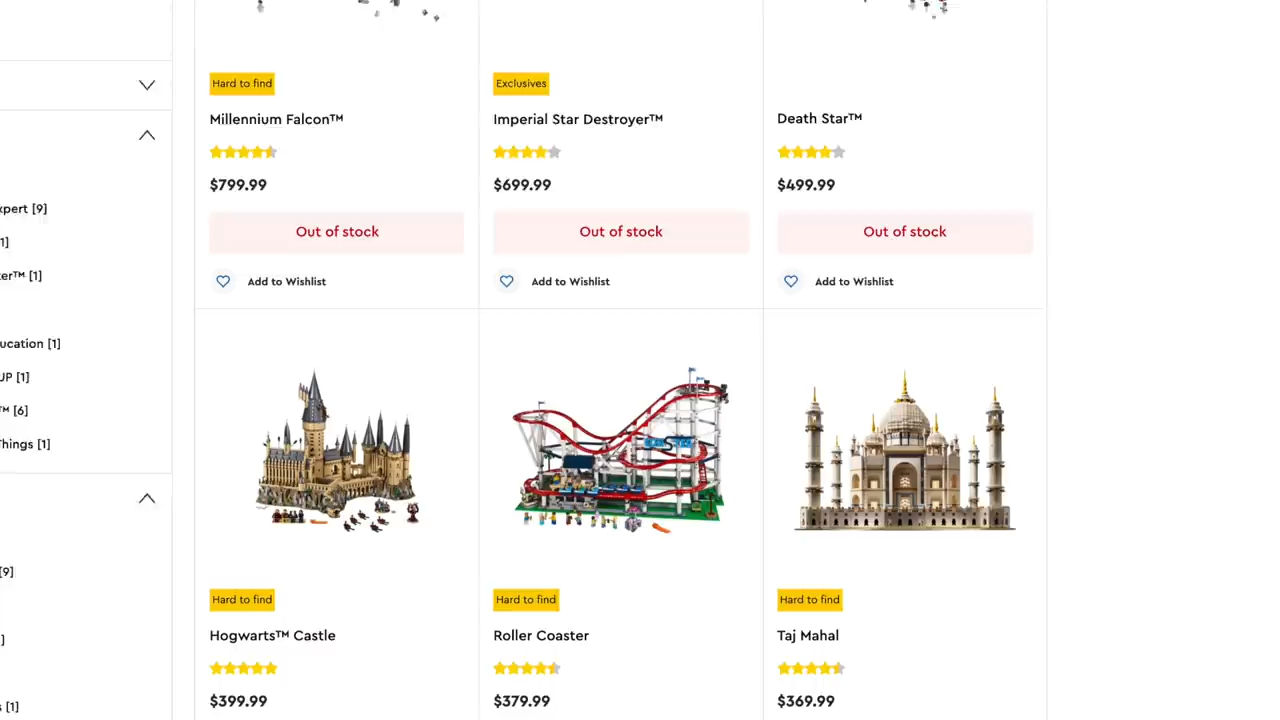 Hard to find
Exclusives
Millennium Falcon™
Imperial Star Destroyer™
Death Star™
$799.99
$699.99
$499.99
Out of stock
Out of stock
Out of stock
Add to Wishlist
Add to Wishlist
Add to Wishlist
xpert [9]
1]
er™ [1]
ucation [1]
UP [1]
™ [6]
Things [1]
[9]
]
s [1]
Hard to find
Hard to find
Hard to find
Hogwarts™ Castle
Roller Coaster
Taj Mahal
$399.99
$379.99
$369.99